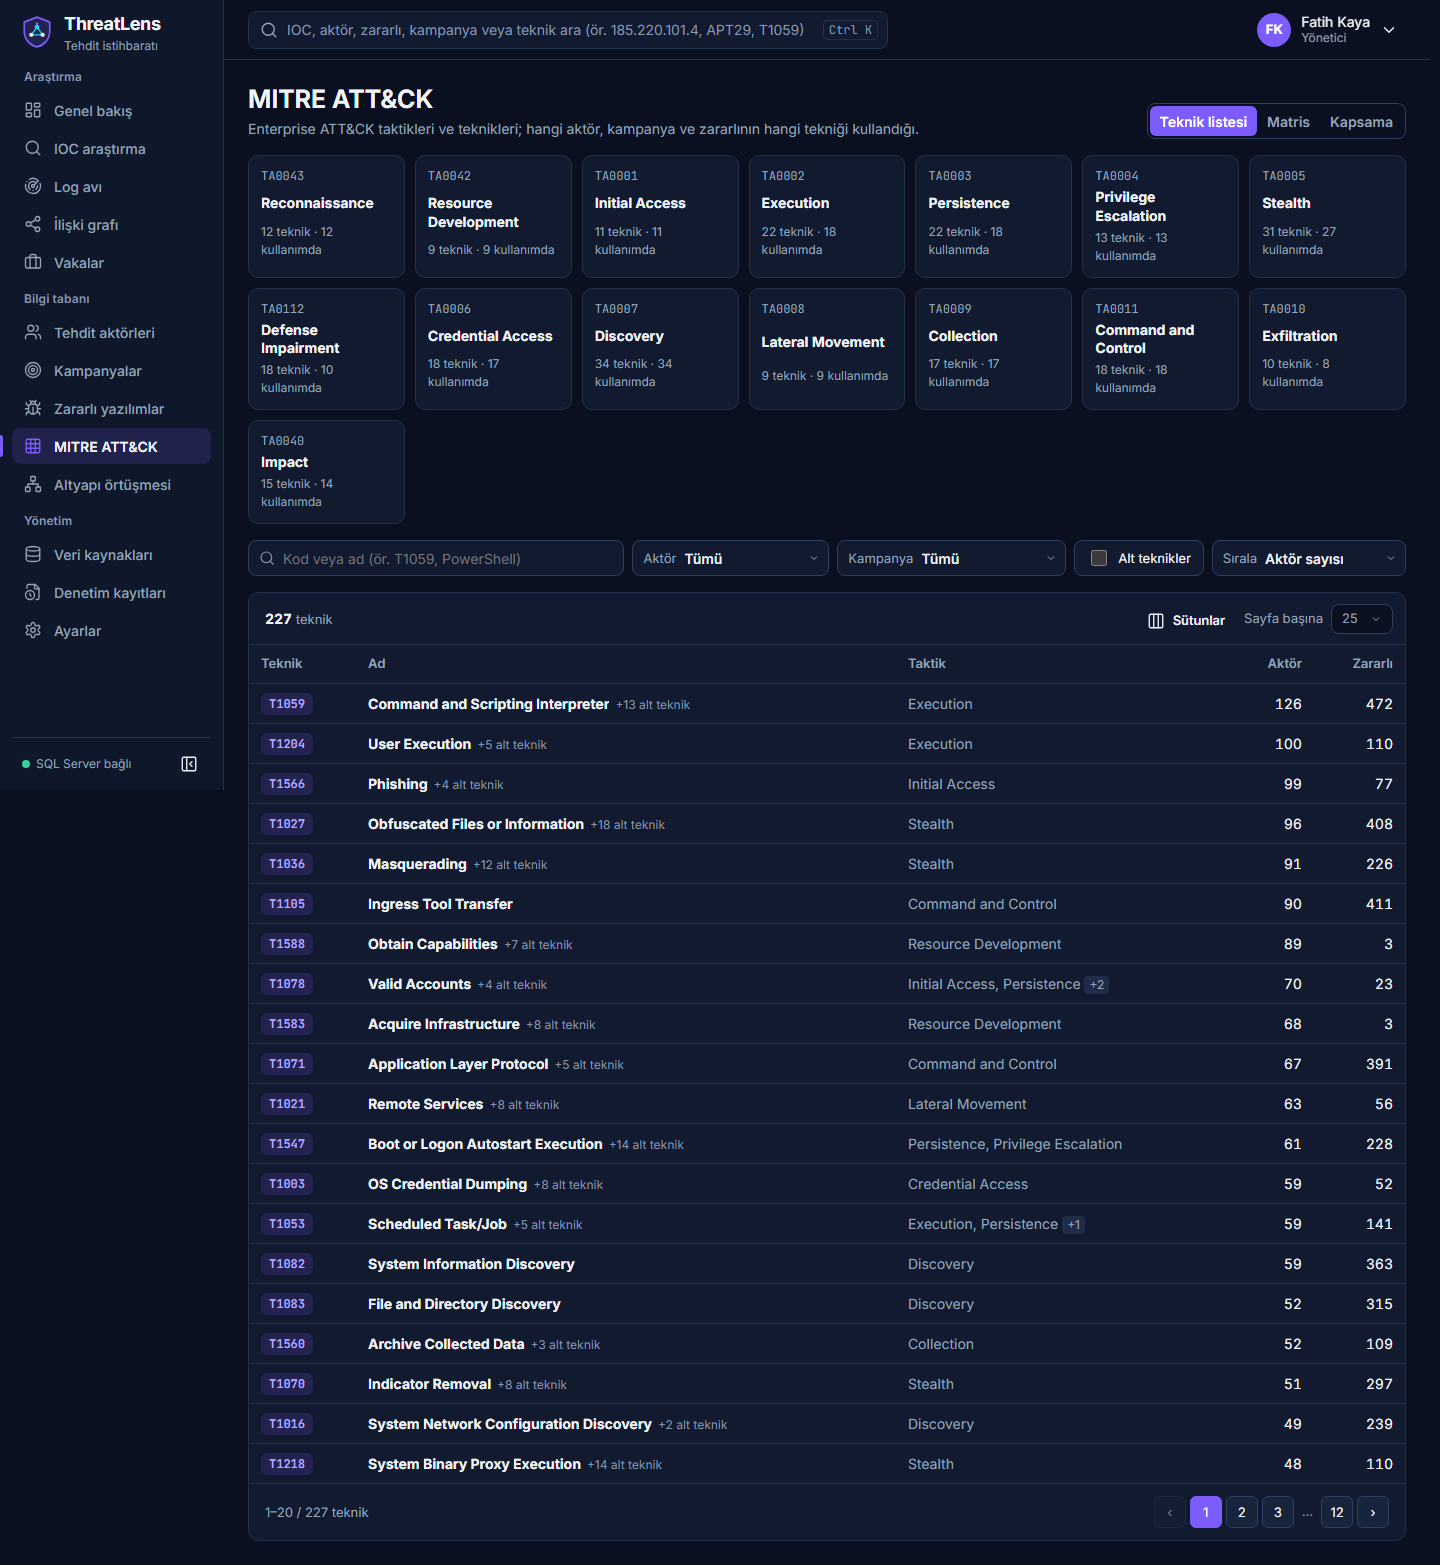 ThreatLens
Tehdit istihbaratı
IOC, aktör, zararlı, kampanya veya teknik ara (ör. 185.220.101.4, APT29, T1059)
Ctrl K
FK
Fatih Kaya
Yönetici
Araştırma
Genel bakış
IOC araştırma
Log avı
İlişki grafı
Vakalar
Bilgi tabanı
Tehdit aktörleri
Kampanyalar
Zararlı yazılımlar
MITRE ATT&CK
Altyapı örtüşmesi
Yönetim
Veri kaynakları
Denetim kayıtları
Ayarlar
SQL Server bağlı
MITRE ATT&CK
Enterprise ATT&CK taktikleri ve teknikleri; hangi aktör, kampanya ve zararlının hangi tekniği kullandığı.
Teknik listesi
Matris
Kapsama
TA0043
Reconnaissance
12 teknik · 12
kullanımda
TA0042
Resource
Development
9 teknik · 9 kullanımda
TA0001
Initial Access
11 teknik · 11
kullanımda
TA0002
Execution
22 teknik · 18
kullanımda
TA0003
Persistence
22 teknik · 18
kullanımda
TA0004
Privilege
Escalation
13 teknik · 13
kullanımda
TA0005
Stealth
31 teknik · 27
kullanımda
TA0112
Defense
Impairment
18 teknik · 10
kullanımda
TA0006
Credential Access
18 teknik · 17
kullanımda
TA0007
Discovery
34 teknik · 34
kullanımda
TA0008
Lateral Movement
9 teknik · 9 kullanımda
TA0009
Collection
17 teknik · 17
kullanımda
TA0011
Command and
Control
18 teknik · 18
kullanımda
TA0010
Exfiltration
10 teknik · 8
kullanımda
TA0040
Impact
15 teknik · 14
kullanımda
Kod veya ad (ör. T1059, PowerShell)
Aktör Tümü
Kampanya Tümü
Alt teknikler
Sırala Aktör sayısı
227 teknik
Sütunlar
Sayfa başına 25
Teknik Ad Taktik Aktör Zararlı
T1059 Command and Scripting Interpreter +13 alt teknik Execution 126 472
T1204 User Execution +5 alt teknik Execution 100 110
T1566 Phishing +4 alt teknik Initial Access 99 77
T1027 Obfuscated Files or Information +18 alt teknik Stealth 96 408
T1036 Masquerading +12 alt teknik Stealth 91 226
T1105 Ingress Tool Transfer Command and Control 90 411
T1588 Obtain Capabilities +7 alt teknik Resource Development 89 3
T1078 Valid Accounts +4 alt teknik Initial Access, Persistence +2 70 23
T1583 Acquire Infrastructure +8 alt teknik Resource Development 68 3
T1071 Application Layer Protocol +5 alt teknik Command and Control 67 391
T1021 Remote Services +8 alt teknik Lateral Movement 63 56
T1547 Boot or Logon Autostart Execution +14 alt teknik Persistence, Privilege Escalation 61 228
T1003 OS Credential Dumping +8 alt teknik Credential Access 59 52
T1053 Scheduled Task/Job +5 alt teknik Execution, Persistence +1 59 141
T1082 System Information Discovery Discovery 59 363
T1083 File and Directory Discovery Discovery 52 315
T1560 Archive Collected Data +3 alt teknik Collection 52 109
T1070 Indicator Removal +8 alt teknik Stealth 51 297
T1016 System Network Configuration Discovery +2 alt teknik Discovery 49 239
T1218 System Binary Proxy Execution +14 alt teknik Stealth 48 110
1–20 / 227 teknik
‹ 1 2 3 … 12 ›